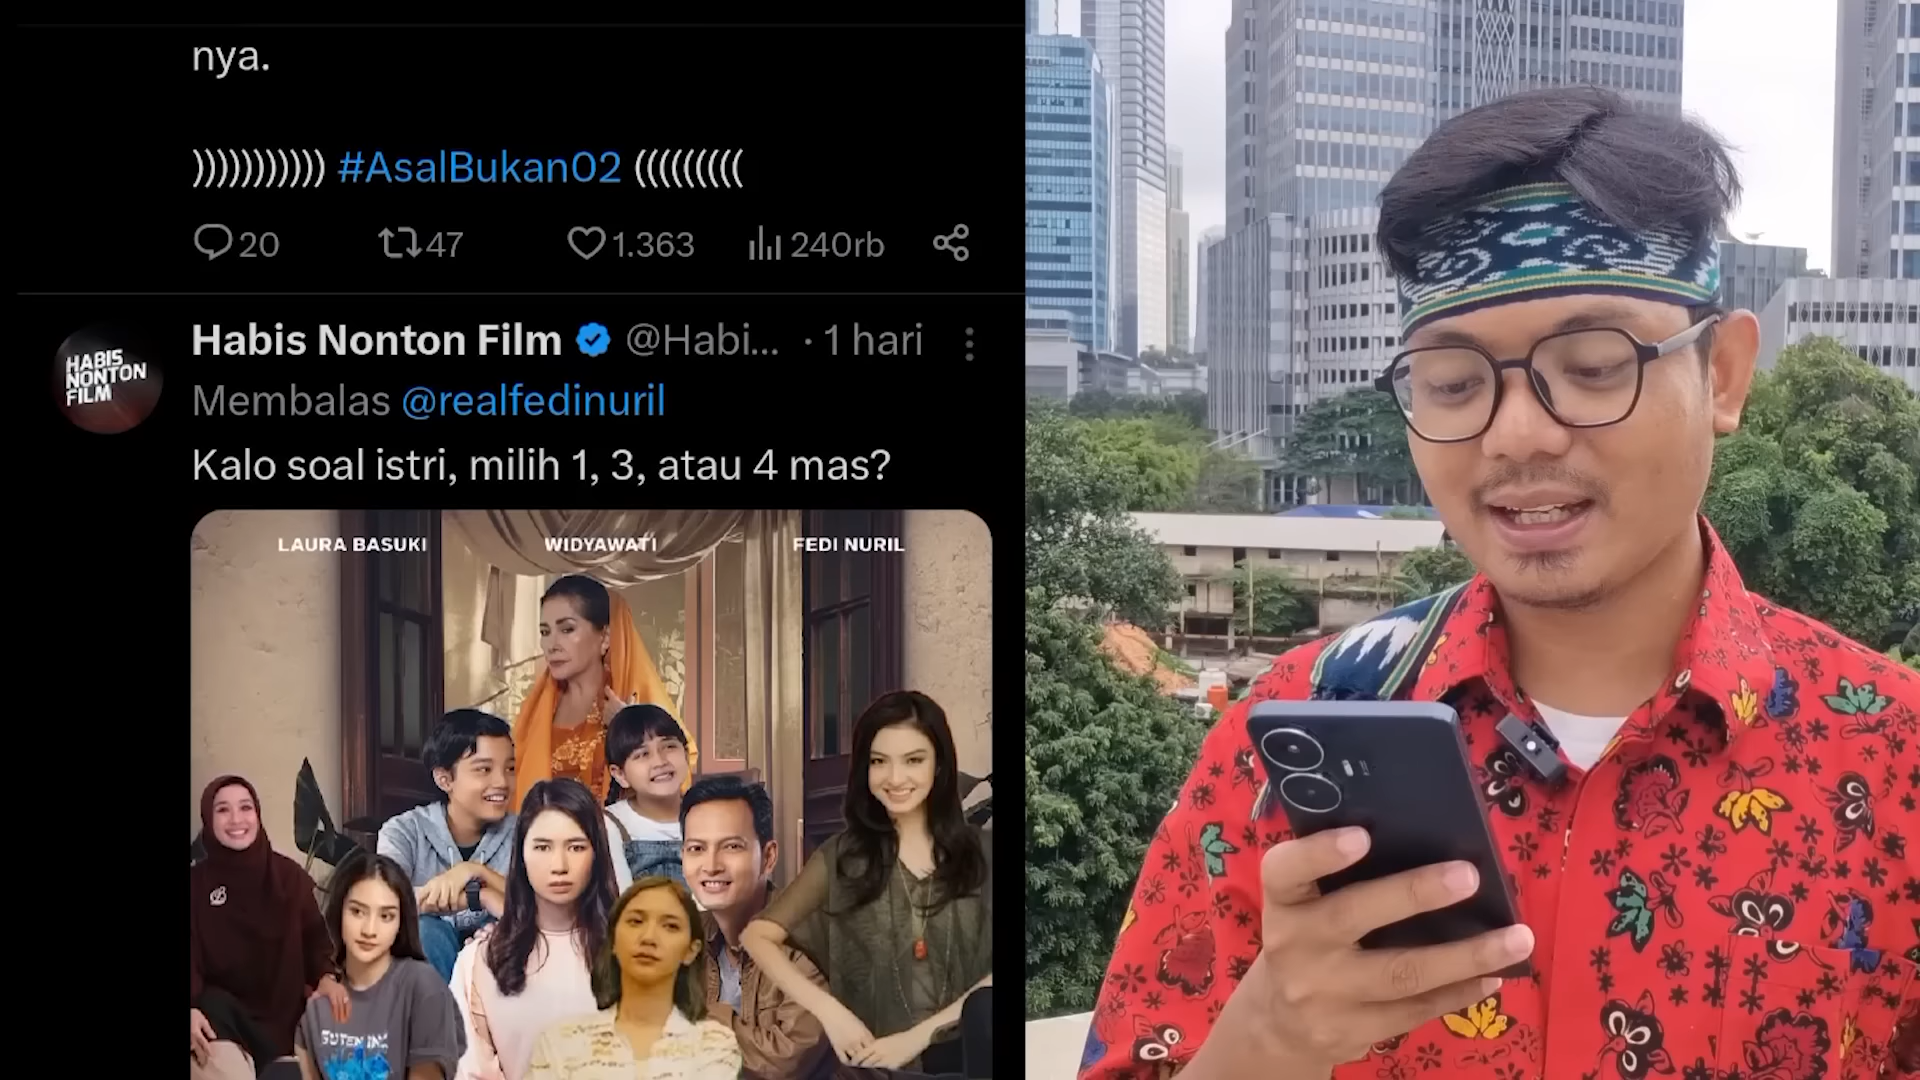 nya.
))))))))))) #AsalBukan02 (((((((((
20 47 1.363 240rb
Habis Nonton Film @Habi... · 1 hari
HABIS
NONTON
FILM
Membalas @realfedinuril
Kalo soal istri, milih 1, 3, atau 4 mas?
LAURA BASUKI WIDYAWATI FEDI NURIL